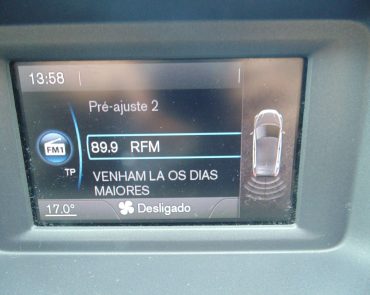 13:58
Pré-ajuste 2
FM1
89.9 RFM
TP
VENHAM LA OS DIAS
MAIORES
17.0° Desligado